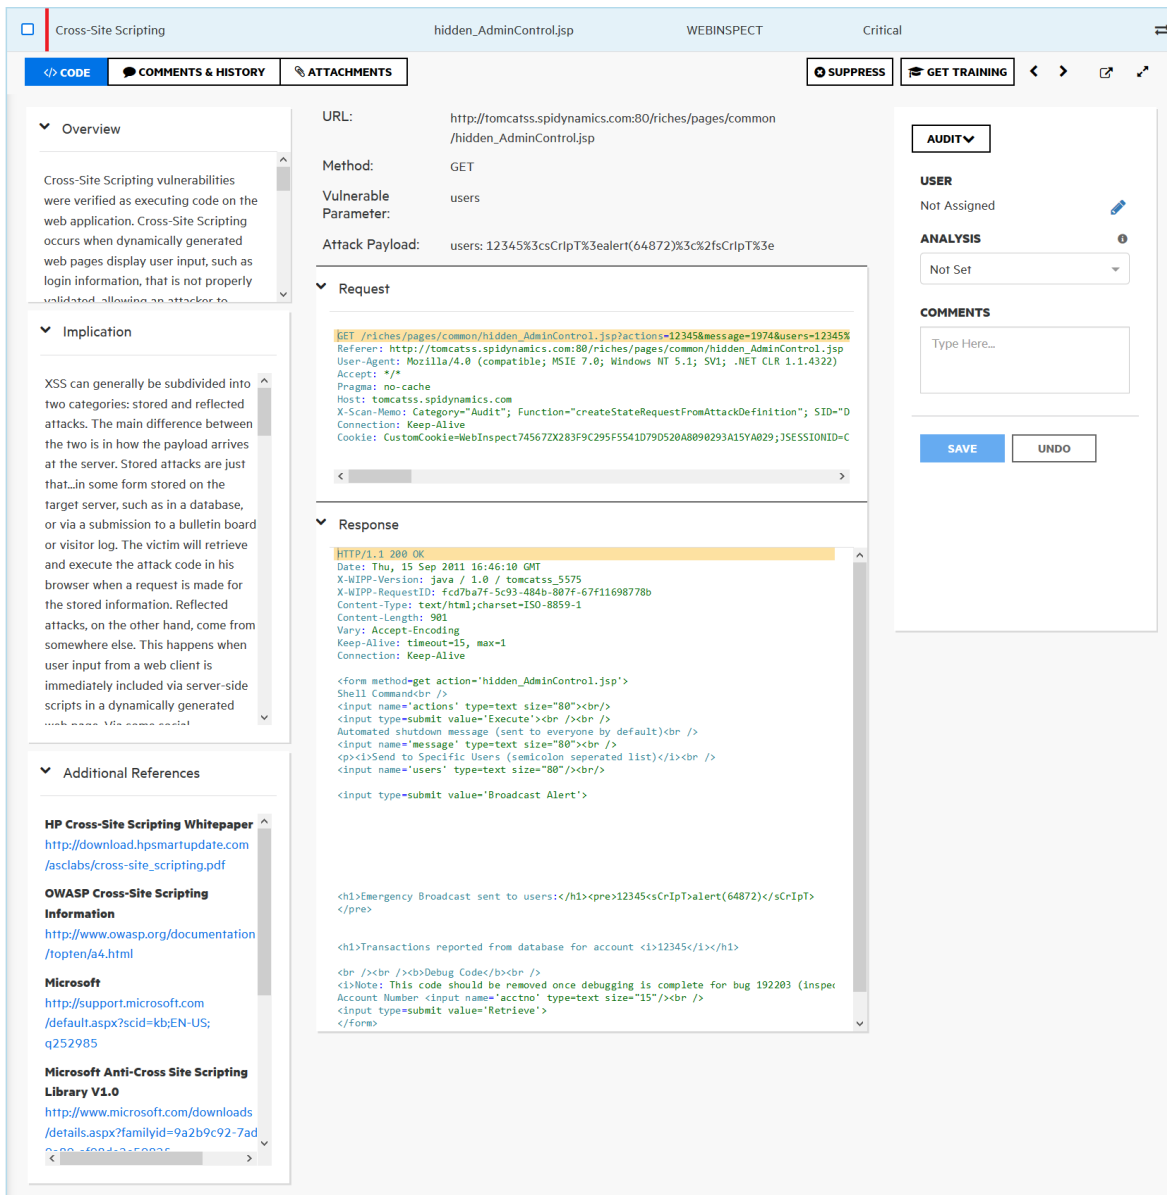 Cross-Site Scripting hidden_AdminControl.jsp WEBINSPECT Critical
</> CODE COMMENTS & HISTORY ATTACHMENTS SUPPRESS GET TRAINING
Overview
Cross-Site Scripting vulnerabilities
were verified as executing code on the
web application. Cross-Site Scripting
occurs when dynamically generated
web pages display user input, such as
login information, that is not properly
validated, allowing an attacker to
Implication
XSS can generally be subdivided into
two categories: stored and reflected
attacks. The main difference between
the two is in how the payload arrives
at the server. Stored attacks are just
that...in some form stored on the
target server, such as in a database,
or via a submission to a bulletin board
or visitor log. The victim will retrieve
and execute the attack code in his
browser when a request is made for
the stored information. Reflected
attacks, on the other hand, come from
somewhere else. This happens when
user input from a web client is
immediately included via server-side
scripts in a dynamically generated
web page. Via some social
Additional References
HP Cross-Site Scripting Whitepaper
http://download.hpsmartupdate.com
/asclabs/cross-site_scripting.pdf
OWASP Cross-Site Scripting
Information
http://www.owasp.org/documentation
/topten/a4.html
Microsoft
http://support.microsoft.com
/default.aspx?scid=kb;EN-US;
q252985
Microsoft Anti-Cross Site Scripting
Library V1.0
http://www.microsoft.com/downloads
/details.aspx?familyid=9a2b9c92-7ad
URL: http://tomcatss.spidynamics.com:80/riches/pages/common
/hidden_AdminControl.jsp
Method: GET
Vulnerable
Parameter: users
Attack Payload: users: 12345%3csCrIpT%3ealert(64872)%3c%2fsCrIpT%3e
Request
GET /riches/pages/common/hidden_AdminControl.jsp?actions=12345&message=1974&users=12345%
Referer: http://tomcatss.spidynamics.com:80/riches/pages/common/hidden_AdminControl.jsp
User-Agent: Mozilla/4.0 (compatible; MSIE 7.0; Windows NT 5.1; SV1; .NET CLR 1.1.4322)
Accept: */*
Pragma: no-cache
Host: tomcatss.spidynamics.com
X-Scan-Memo: Category="Audit"; Function="createStateRequestFromAttackDefinition"; SID="D
Connection: Keep-Alive
Cookie: CustomCookie=WebInspect74567ZX283F9C295F5541D79D520A8090293A15YA029;JSESSIONID=C
Response
HTTP/1.1 200 OK
Date: Thu, 15 Sep 2011 16:46:10 GMT
X-WIPP-Version: java / 1.0 / tomcatss_5575
X-WIPP-RequestID: fcd7ba7f-5c93-484b-807f-67f11698778b
Content-Type: text/html;charset=ISO-8859-1
Content-Length: 901
Vary: Accept-Encoding
Keep-Alive: timeout=15, max=1
Connection: Keep-Alive
<form method=get action='hidden_AdminControl.jsp'>
Shell Command<br />
<input name='actions' type=text size="80"><br/>
<input type=submit value='Execute'><br /><br />
Automated shutdown message (sent to everyone by default)<br />
<input name='message' type=text size="80"><br />
<p><i>Send to Specific Users (semicolon seperated list)</i><br />
<input name='users' type=text size="80"/><br/>
<input type=submit value='Broadcast Alert'>
<h1>Emergency Broadcast sent to users:</h1><pre>12345<sCrIpT>alert(64872)</sCrIpT>
</pre>
<h1>Transactions reported from database for account <i>12345</i></h1>
<br /><br /><b>Debug Code</b><br />
<i>Note: This code should be removed once debugging is complete for bug 192203 (inspec
Account Number <input name='acctno' type=text size="15"/><br />
<input type=submit value='Retrieve'>
</form>
AUDIT
USER
Not Assigned
ANALYSIS
Not Set
COMMENTS
Type Here...
SAVE UNDO